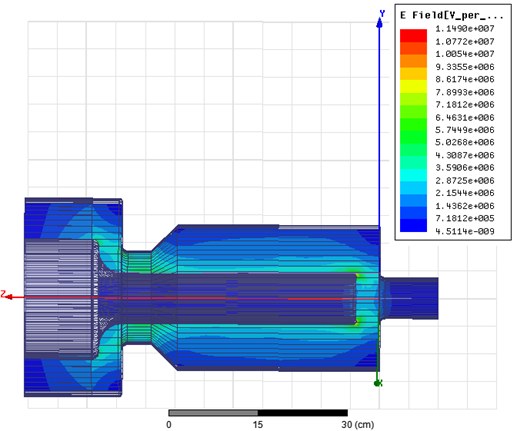 Y
E Field[V_per_...
1.1490e+007
1.0772e+007
1.0054e+007
9.3355e+006
8.6174e+006
7.8993e+006
7.1812e+006
6.4631e+006
5.7449e+006
5.0268e+006
4.3087e+006
3.5906e+006
2.8725e+006
2.1544e+006
1.4362e+006
7.1812e+005
4.5114e-009
Z
X
0 15 30 (cm)